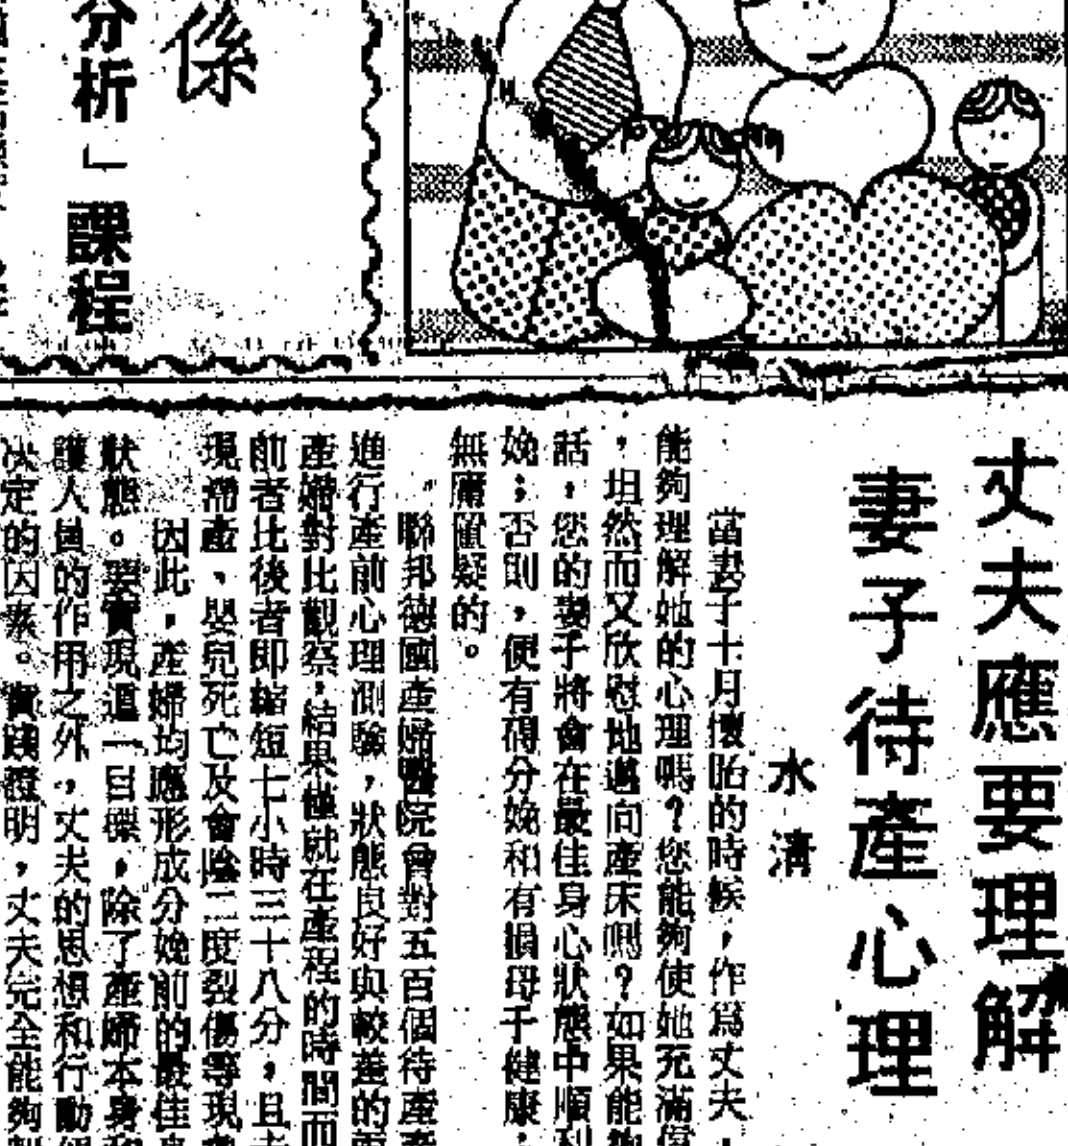 係
分析」課程
丈夫應要理解
妻子待產心理
水清
當妻子十月懷胎的時候，作爲丈夫，
能夠理解她的心理嗎？您能夠使她充滿信
，坦然而又欣慰地邁向產床嗎？如果能夠
話，您的妻子將會在最佳身心狀態中順利
娩；否則，便有碍分娩和有損母子健康，
無庸置疑的。
聯邦德國產婦醫院曾對五百個待產產
進行產前心理測驗，狀態良好與較差的兩
產婦對比觀察，結果僅就在產程的時間而
前者比後者即縮短七小時三十八分，且未
現滯產、嬰兒死亡及會陰三度裂傷等現象
因此，產婦均應形成分娩前的最佳身
狀態。要實現這一目標，除了產婦本身和
護人員的作用之外，丈夫的思想和行動
決定的因素。實踐證明，丈夫完全能夠